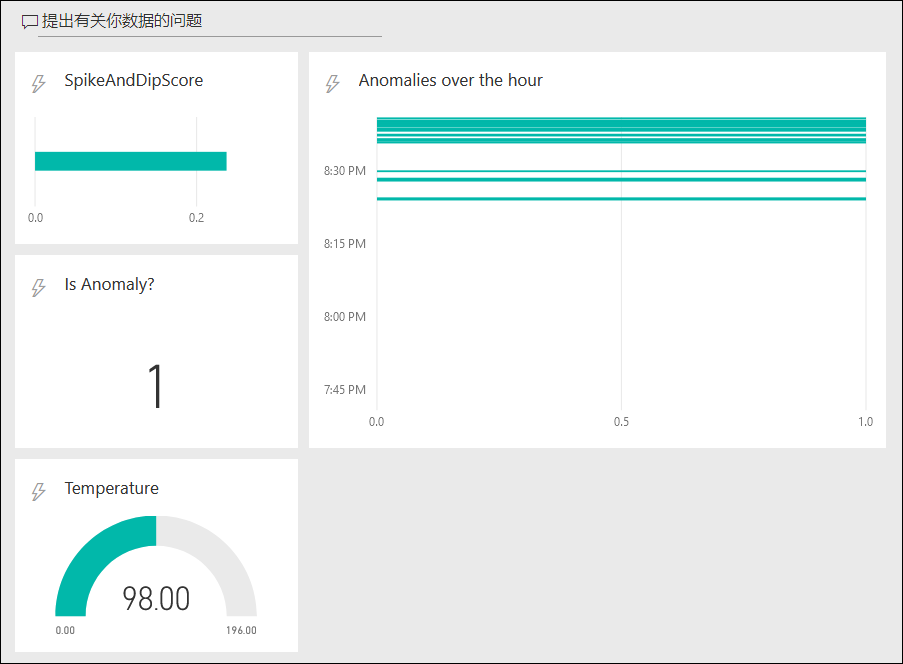 提出有关你数据的问题
SpikeAndDipScore
0.0 0.2
Anomalies over the hour
8:30 PM
8:15 PM
8:00 PM
7:45 PM
0.0 0.5 1.0
Is Anomaly?
1
Temperature
98.00
0.00 196.00